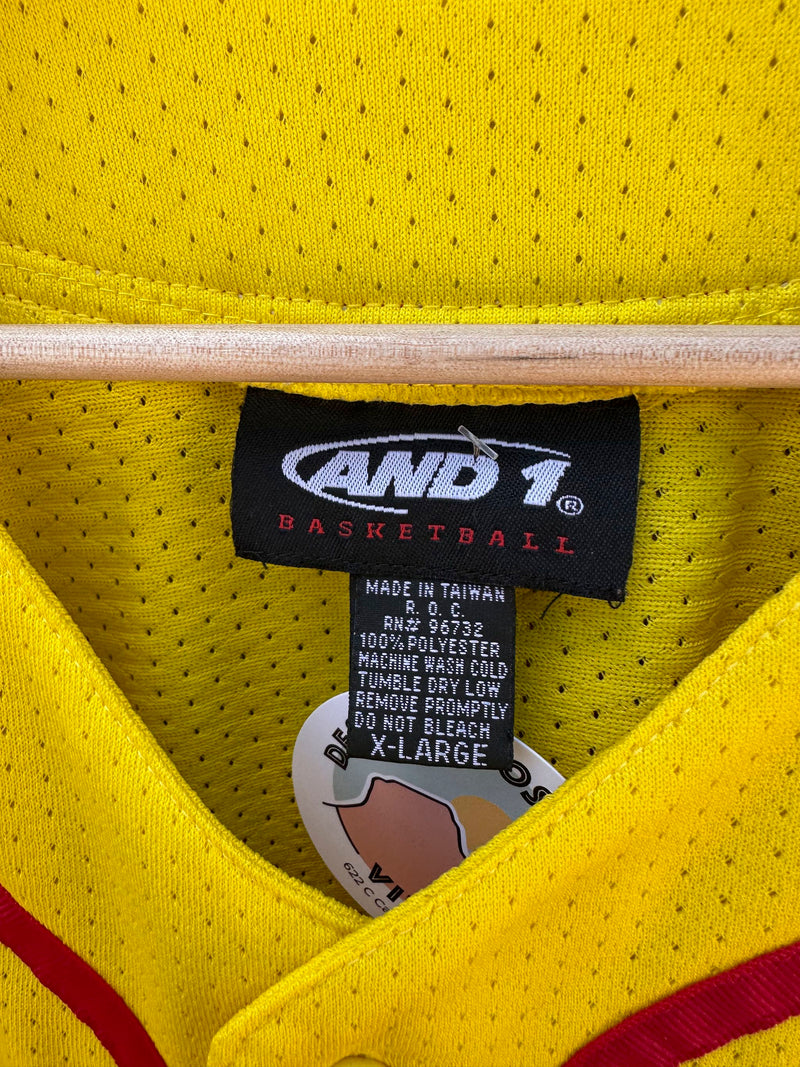 AND 1®
BASKETBALL
MADE IN TAIWAN
R. O. C.
RN# 96732
100% POLYESTER
MACHINE WASH COLD
TUMBLE DRY LOW
REMOVE PROMPTLY
DO NOT BLEACH
X-LARGE
622 C